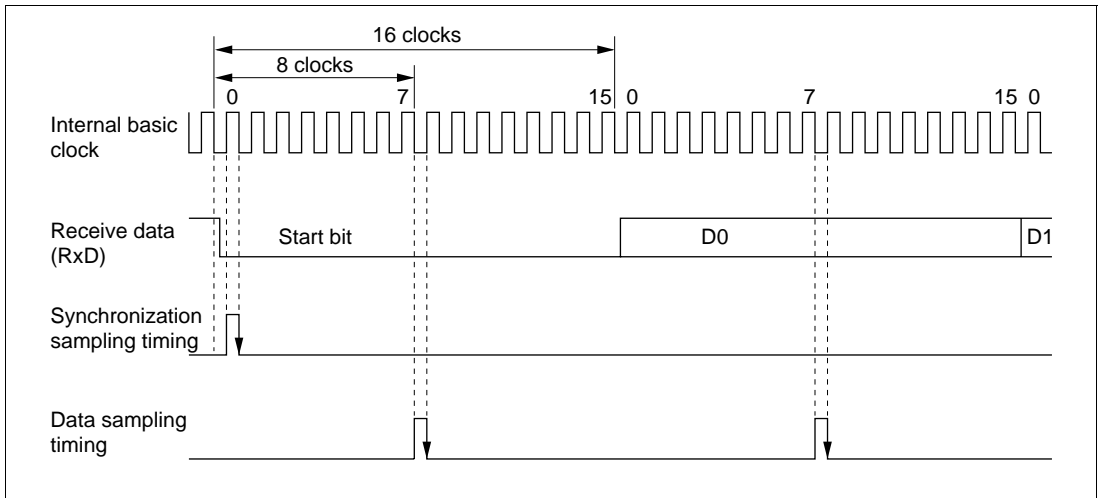 16 clocks
8 clocks
0 7 15 0 7 15 0
Internal basic
clock
Receive data
(RxD)
Start bit D0 D1
Synchronization
sampling timing
Data sampling
timing